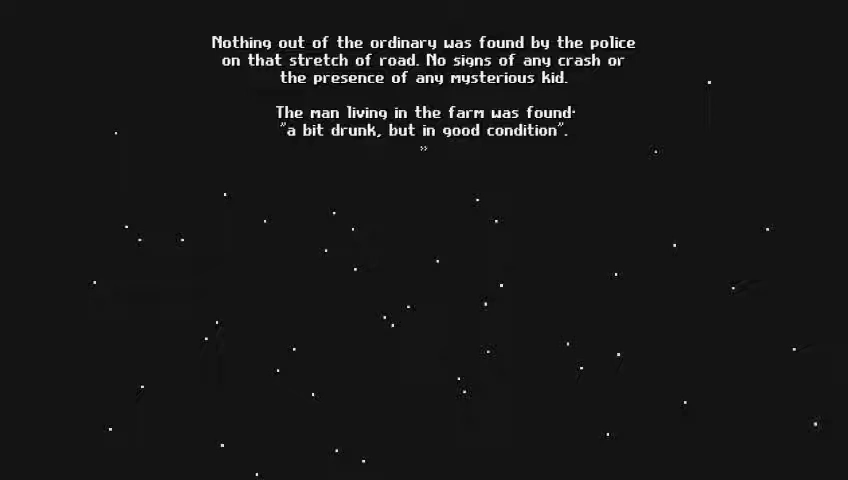 Nothing out of the ordinary was found by the police
on that stretch of road. No signs of any crash or
the presence of any mysterious kid.
The man living in the farm was found
"a bit drunk, but in good condition".
»